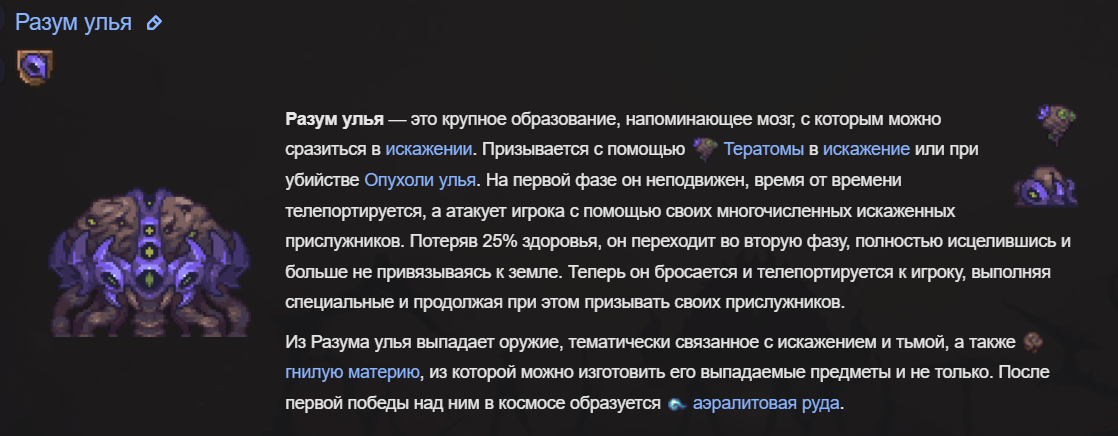 Разум улья
Разум улья — это крупное образование, напоминающее мозг, с которым можно
сразиться в искажении. Призывается с помощью Тератомы в искажение или при
убийстве Опухоли улья. На первой фазе он неподвижен, время от времени
телепортируется, а атакует игрока с помощью своих многочисленных искаженных
прислужников. Потеряв 25% здоровья, он переходит во вторую фазу, полностью исцелившись и
больше не привязываясь к земле. Теперь он бросается и телепортируется к игроку, выполняя
специальные и продолжая при этом призывать своих прислужников.
Из Разума улья выпадает оружие, тематически связанное с искажением и тьмой, а также
гнилую материю, из которой можно изготовить его выпадаемые предметы и не только. После
первой победы над ним в космосе образуется аэралитовая руда.